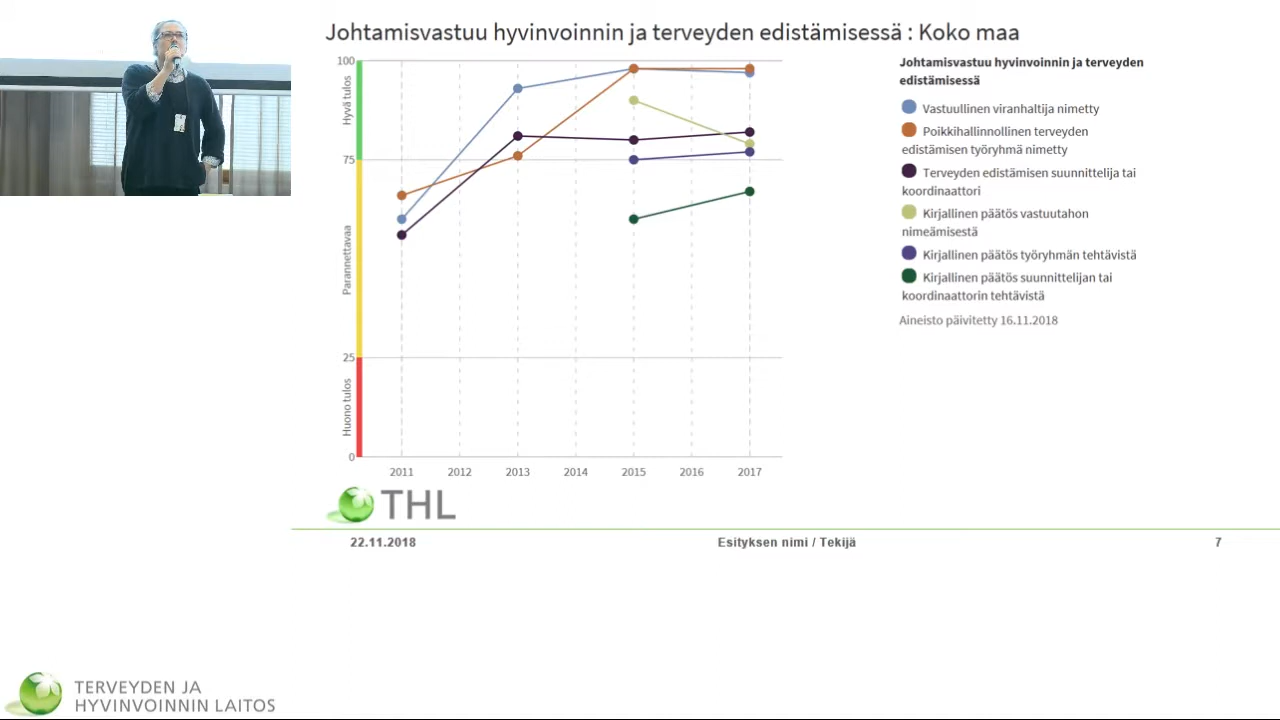 Johtamisvastuu hyvinvoinnin ja terveyden edistämisessä : Koko maa
100
Hyvä tulos
75
Parannettavaa
25
Huono tulos
0
2011 2012 2013 2014 2015 2016 2017
Johtamisvastuu hyvinvoinnin ja terveyden
edistämisessä
Vastuullinen viranhaltija nimetty
Poikkihallinnollinen terveyden
edistämisen työryhmä nimetty
Terveyden edistämisen suunnittelija tai
koordinaattori
Kirjallinen päätös vastuutahon
nimeämisestä
Kirjallinen päätös työryhmän tehtävistä
Kirjallinen päätös suunnittelijan tai
koordinaattorin tehtävistä
Aineisto päivitetty 16.11.2018
THL
22.11.2018 Esityksen nimi / Tekijä 7
TERVEYDEN JA
HYVINVOINNIN LAITOS